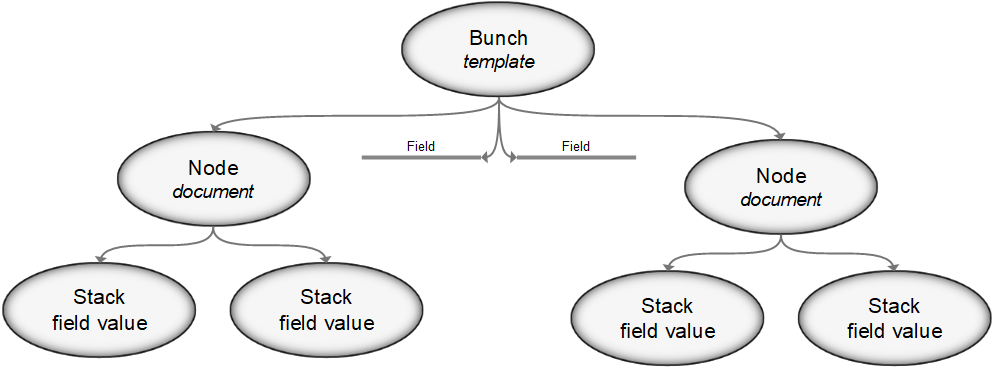 Bunch
template
Field
Field
Node
document
Node
document
Stack
field value
Stack
field value
Stack
field value
Stack
field value